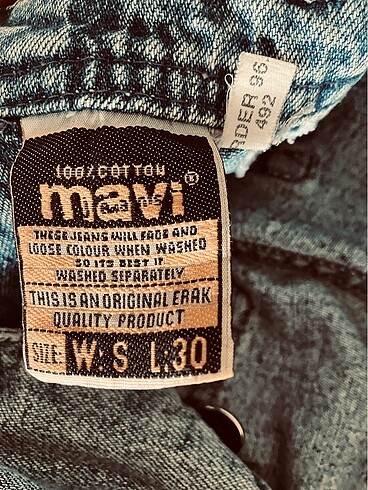 100% COTTON
mavi®
jeans
THESE JEANS WILL FADE AND
LOOSE COLOUR WHEN WASHED
SO ITS BEST IF
WASHED SEPARATELY
THIS IS AN ORIGINAL ERAK
QUALITY PRODUCT
SIZE: W:S L:30
RDER 96
492